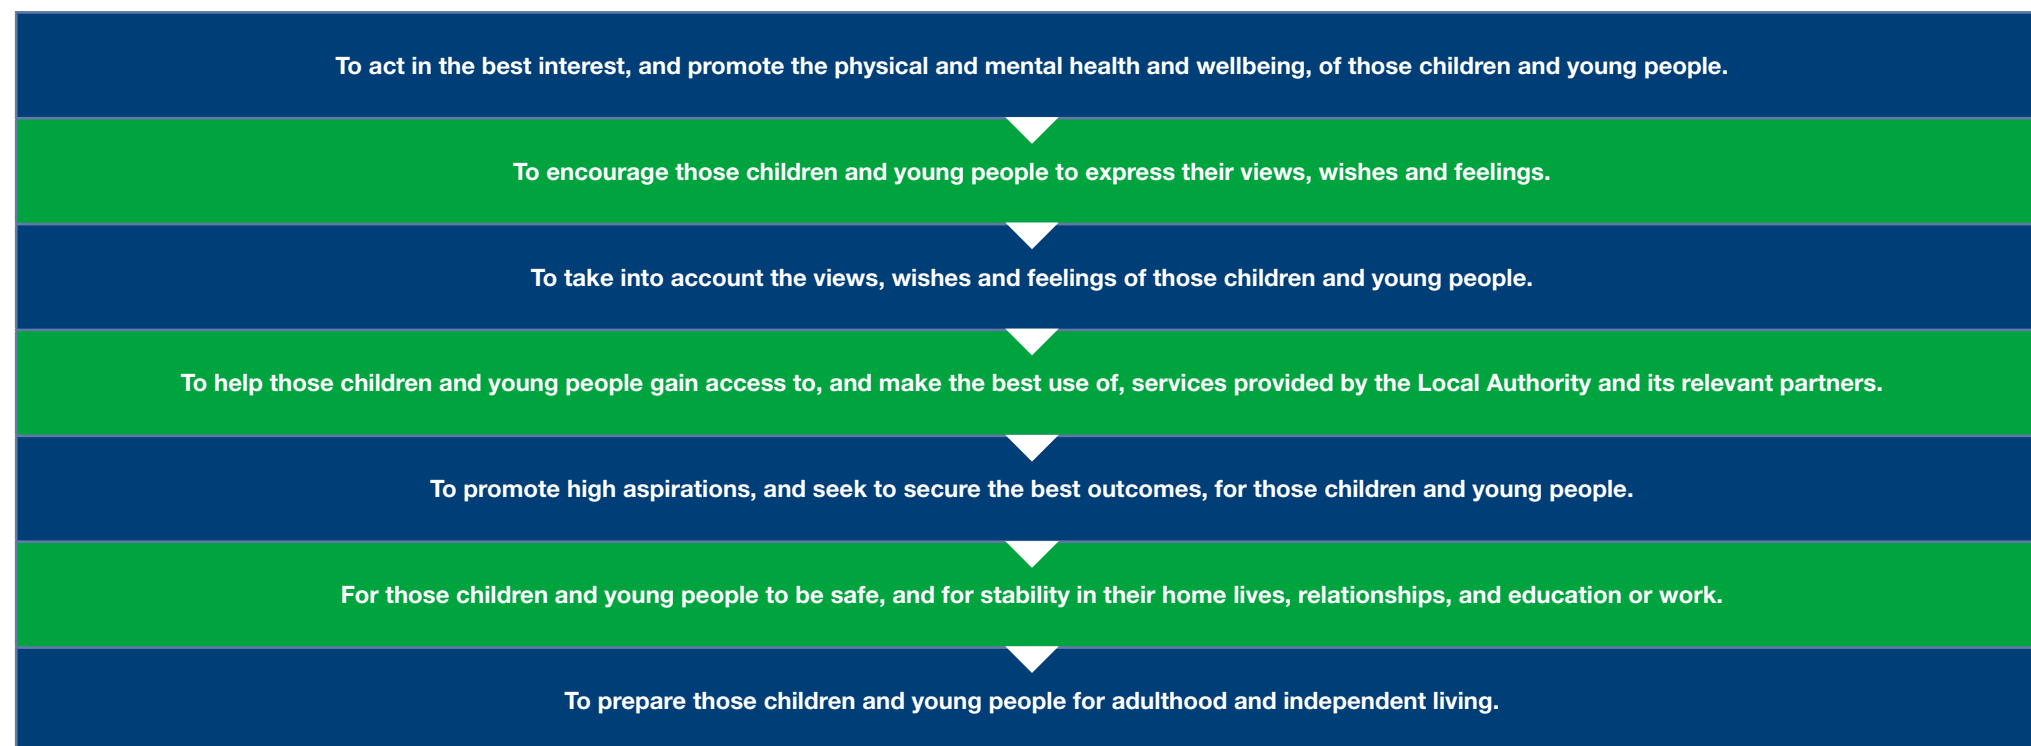 To act in the best interest, and promote the physical and mental health and wellbeing, of those children and young people.
To encourage those children and young people to express their views, wishes and feelings.
To take into account the views, wishes and feelings of those children and young people.
To help those children and young people gain access to, and make the best use of, services provided by the Local Authority and its relevant partners.
To promote high aspirations, and seek to secure the best outcomes, for those children and young people.
For those children and young people to be safe, and for stability in their home lives, relationships, and education or work.
To prepare those children and young people for adulthood and independent living.